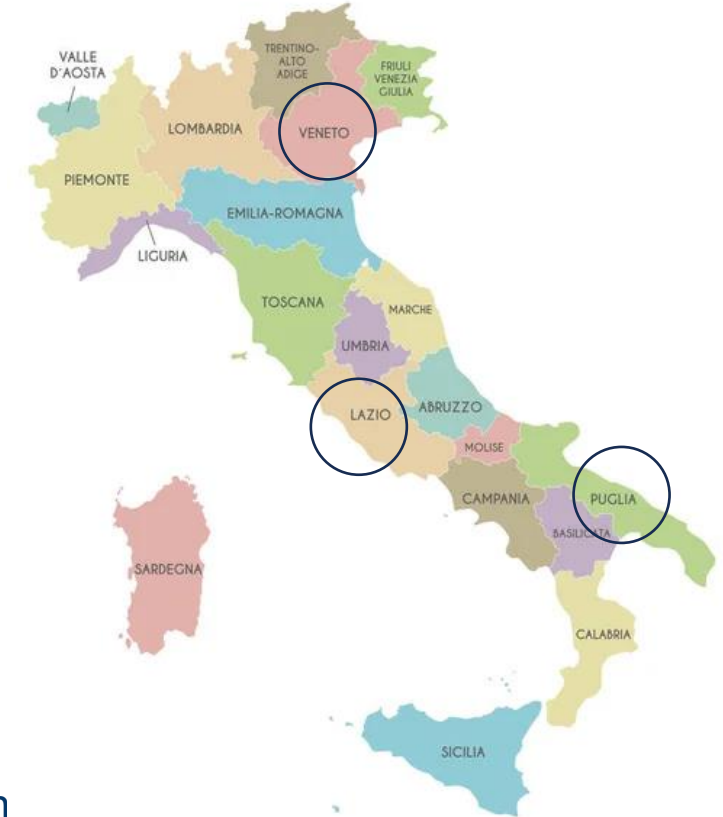 VALLE
D'AOSTA
TRENTINO-
ALTO
ADIGE
FRIULI
VENEZIA
GIULIA
LOMBARDIA
VENETO
PIEMONTE
EMILIA-ROMAGNA
LIGURIA
TOSCANA
MARCHE
UMBRIA
LAZIO
ABRUZZO
MOLISE
CAMPANIA
PUGLIA
BASILICATA
SARDEGNA
CALABRIA
SICILIA